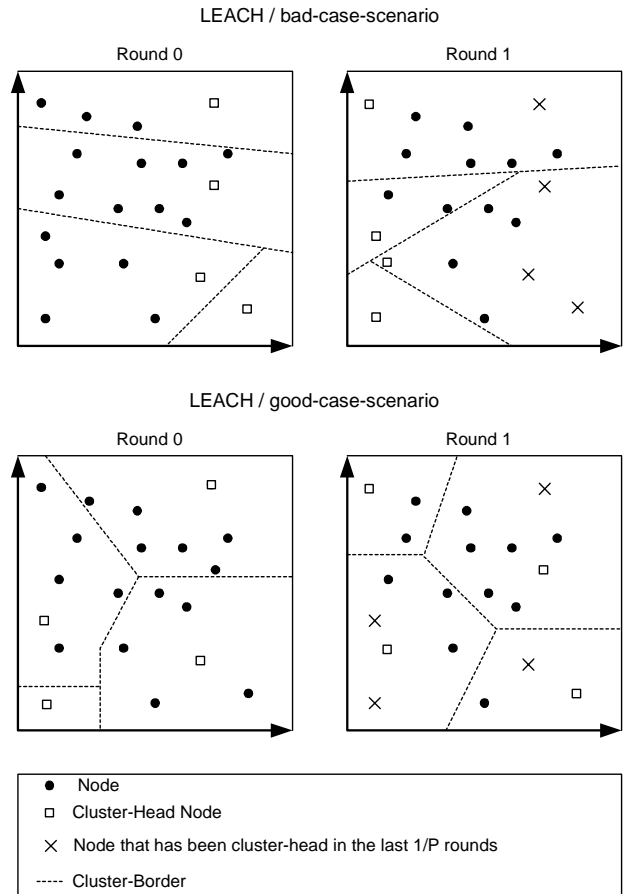 LEACH / bad-case-scenario
Round 0
Round 1
LEACH / good-case-scenario
Round 0
Round 1
Node
Cluster-Head Node
Node that has been cluster-head in the last 1/P rounds
Cluster-Border